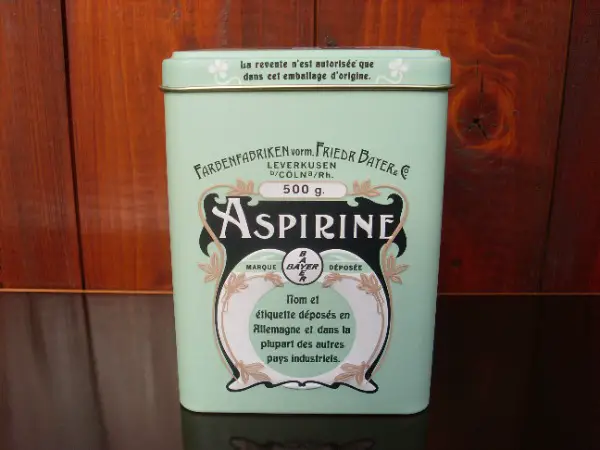 La revente n'est autorisée que
dans cet emballage d'origine.
FARBENFABRIKEN vorm. FRIEDR BAYER & Co
LEVERKUSEN
b/CÖLN a/Rh.
500 g.
ASPIRINE
BAYER
MARQUE BAYER DÉPOSÉE
Nom et
étiquette déposés en
Allemagne et dans la
plupart des autres
pays industriels.